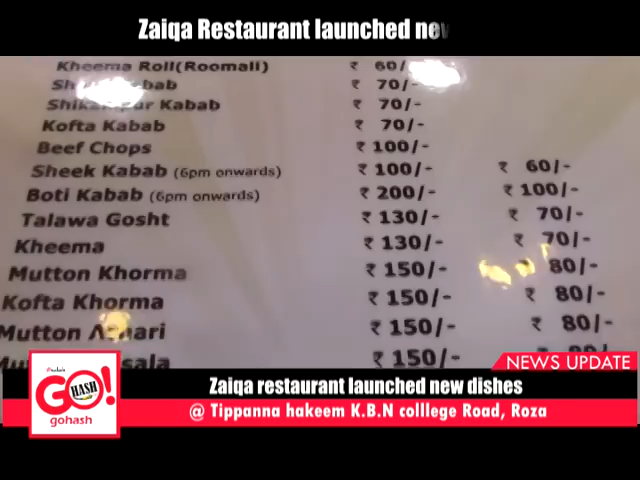 Zaiqa Restaurant launched new
Kheema Roll(Roomali) ₹ 60/-
₹ 70/-
Kabab ₹ 70/-
Kofta Kabab ₹ 70/-
Beef Chops ₹ 100/-
Sheek Kabab (6pm onwards) ₹ 100/- ₹ 60/-
Boti Kabab (6pm onwards) ₹ 200/- ₹ 100/-
Talawa Gosht ₹ 130/- ₹ 70/-
Kheema ₹ 130/- ₹ 70/-
Mutton Khorma ₹ 150/- 80/-
Kofta Khorma ₹ 150/- ₹ 80/-
Mutton ₹ 150/- ₹ 80/-
₹ 150/-
NEWS UPDATE
GO!
HASH
gohash
Zaiqa restaurant launched new dishes
@ Tippanna hakeem K.B.N colllege Road, Roza